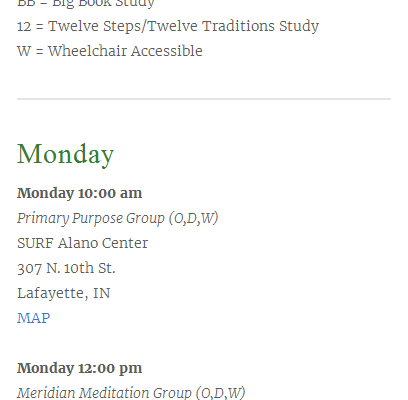 BB = Big Book Study
12 = Twelve Steps/Twelve Traditions Study
W = Wheelchair Accessible
Monday
Monday 10:00 am
Primary Purpose Group (O,D,W)
SURF Alano Center
307 N. 10th St.
Lafayette, IN
MAP
Monday 12:00 pm
Meridian Meditation Group (O,D,W)